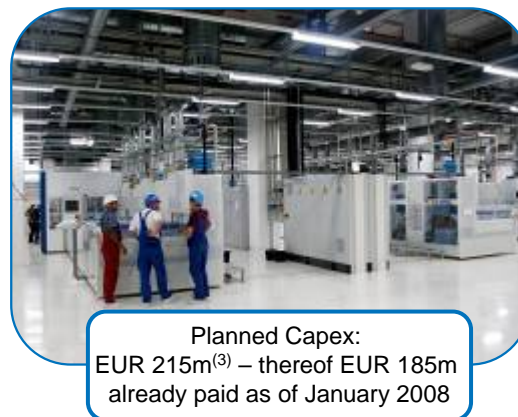 Planned Capex:
EUR 215m(3) – thereof EUR 185m
already paid as of January 2008